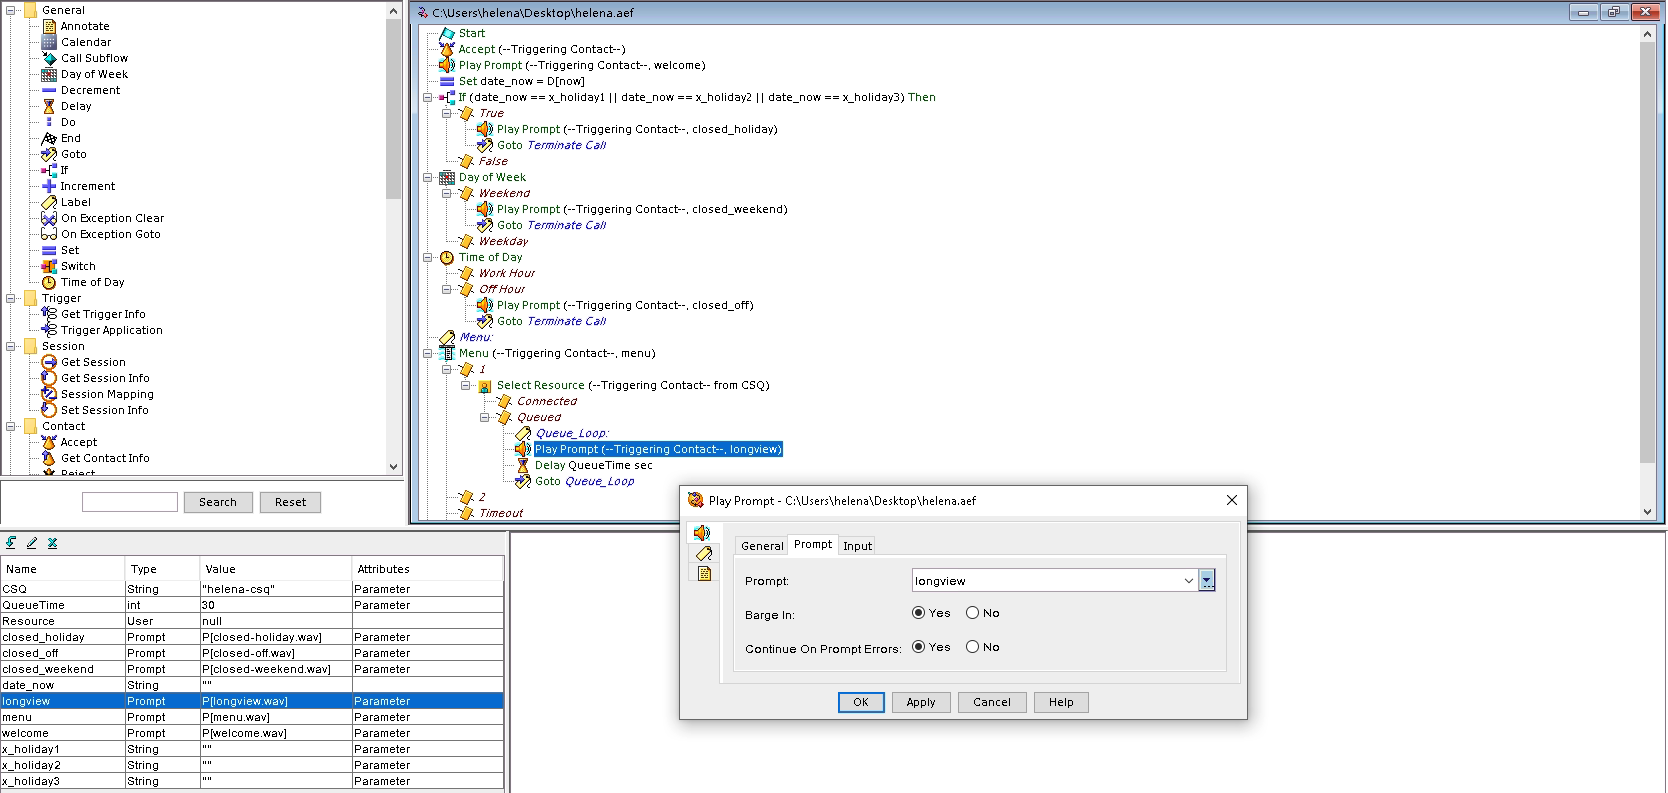 General
Annotate
Calendar
Call Subflow
Day of Week
Decrement
Delay
Do
End
Goto
If
Increment
Label
On Exception Clear
On Exception Goto
Set
Switch
Time of Day
Trigger
Get Trigger Info
Trigger Application
Session
Get Session
Get Session Info
Session Mapping
Set Session Info
Contact
Accept
Get Contact Info
Reject
Search Reset
C:\Users\helena\Desktop\helena.aef
Start
Accept (--Triggering Contact--)
Play Prompt (--Triggering Contact--, welcome)
Set date_now = D[now]
If (date_now == x_holiday1 || date_now == x_holiday2 || date_now == x_holiday3) Then
True
Play Prompt (--Triggering Contact--, closed_holiday)
Goto Terminate Call
False
Day of Week
Weekend
Play Prompt (--Triggering Contact--, closed_weekend)
Goto Terminate Call
Weekday
Time of Day
Work Hour
Off Hour
Play Prompt (--Triggering Contact--, closed_off)
Goto Terminate Call
Menu:
Menu (--Triggering Contact--, menu)
1
Select Resource (--Triggering Contact-- from CSQ)
Connected
Queued
Queue_Loop:
Play Prompt (--Triggering Contact--, longview)
Delay QueueTime sec
Goto Queue_Loop
2
Timeout
Name Type Value Attributes
CSQ String "helena-csq" Parameter
QueueTime int 30 Parameter
Resource User null
closed_holiday Prompt P[closed-holiday.wav] Parameter
closed_off Prompt P[closed-off.wav] Parameter
closed_weekend Prompt P[closed-weekend.wav] Parameter
date_now String ""
longview Prompt P[longview.wav] Parameter
menu Prompt P[menu.wav] Parameter
welcome Prompt P[welcome.wav] Parameter
x_holiday1 String "" Parameter
x_holiday2 String "" Parameter
x_holiday3 String "" Parameter
Play Prompt - C:\Users\helena\Desktop\helena.aef
General Prompt Input
Prompt: longview
Barge In: Yes No
Continue On Prompt Errors: Yes No
OK Apply Cancel Help